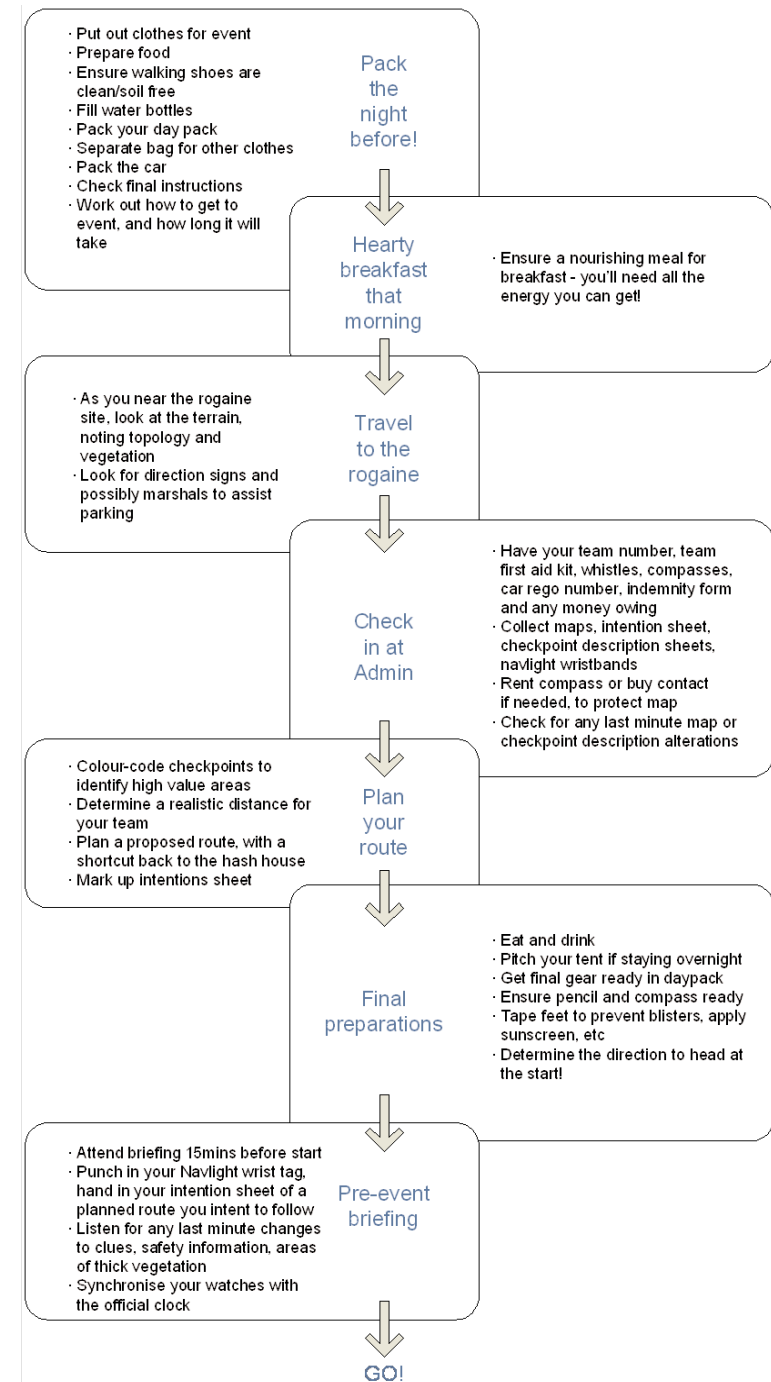 · Put out clothes for event
· Prepare food
· Ensure walking shoes are
clean/soil free
· Fill water bottles
· Pack your day pack
· Separate bag for other clothes
· Pack the car
· Check final instructions
· Work out how to get to
event, and how long it will
take
Pack
the
night
before!
Hearty
breakfast
that
morning
· Ensure a nourishing meal for
breakfast - you'll need all the
energy you can get!
· As you near the rogaine
site, look at the terrain,
noting topology and
vegetation
· Look for direction signs and
possibly marshals to assist
parking
Travel
to the
rogaine
Check
in at
Admin
· Have your team number, team
first aid kit, whistles, compasses,
car rego number, indemnity form
and any money owing
· Collect maps, intention sheet,
checkpoint description sheets,
navlight wristbands
· Rent compass or buy contact
if needed, to protect map
· Check for any last minute map or
checkpoint description alterations
· Colour-code checkpoints to
identify high value areas
· Determine a realistic distance for
your team
· Plan a proposed route, with a
shortcut back to the hash house
· Mark up intentions sheet
Plan
your
route
Final
preparations
· Eat and drink
· Pitch your tent if staying overnight
· Get final gear ready in daypack
· Ensure pencil and compass ready
· Tape feet to prevent blisters, apply
sunscreen, etc
· Determine the direction to head at
the start!
· Attend briefing 15mins before start
· Punch in your Navlight wrist tag,
hand in your intention sheet of a
planned route you intent to follow
· Listen for any last minute changes
to clues, safety information, areas
of thick vegetation
· Synchronise your watches with
the official clock
Pre-event
briefing
GO!